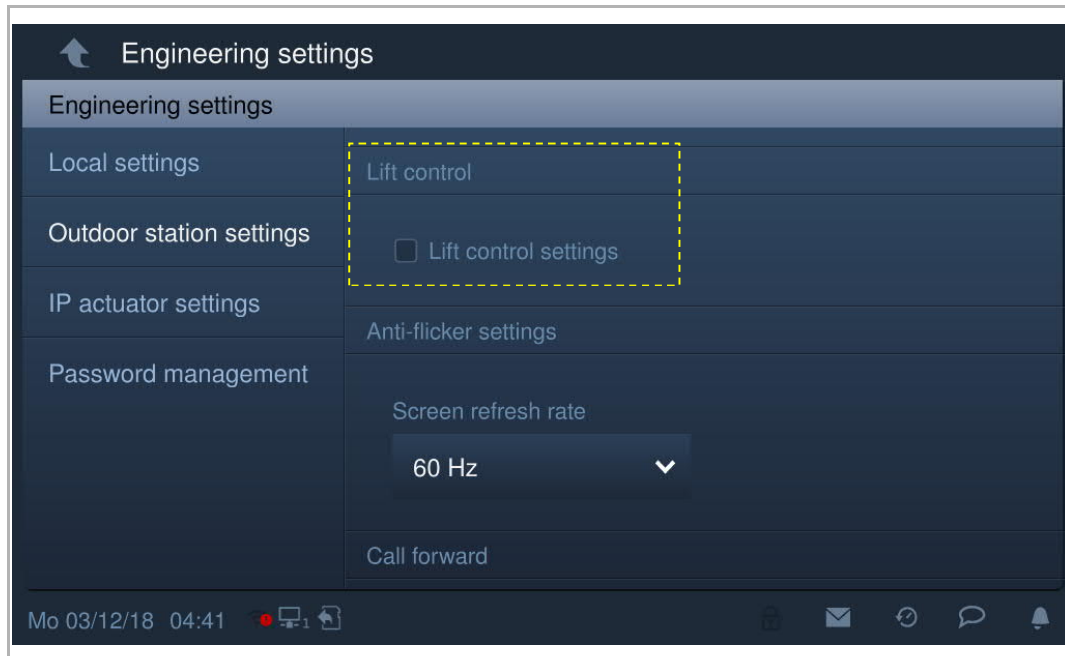 Engineering settings
Engineering settings
Local settings
Lift control
Outdoor station settings
Lift control settings
IP actuator settings
Anti-flicker settings
Password management
Screen refresh rate
60 Hz
Call forward
Mo 03/12/18 04:41 1